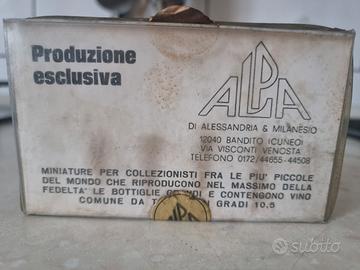 Produzione
esclusiva
ALPA
DI ALESSANDRIA & MILANESIO
12040 BANDITO (CUNEO)
VIA VISCONTI VENOSTA
TELEFONO 0172/44655-44508
MINIATURE PER COLLEZIONISTI FRA LE PIU' PICCOLE
DEL MONDO CHE RIPRODUCONO NEL MASSIMO DELLA
FEDELTA' LE BOTTIGLIE GRANDI E CONTENGONO VINO
COMUNE DA GRADI 10.5
ALPA
subito